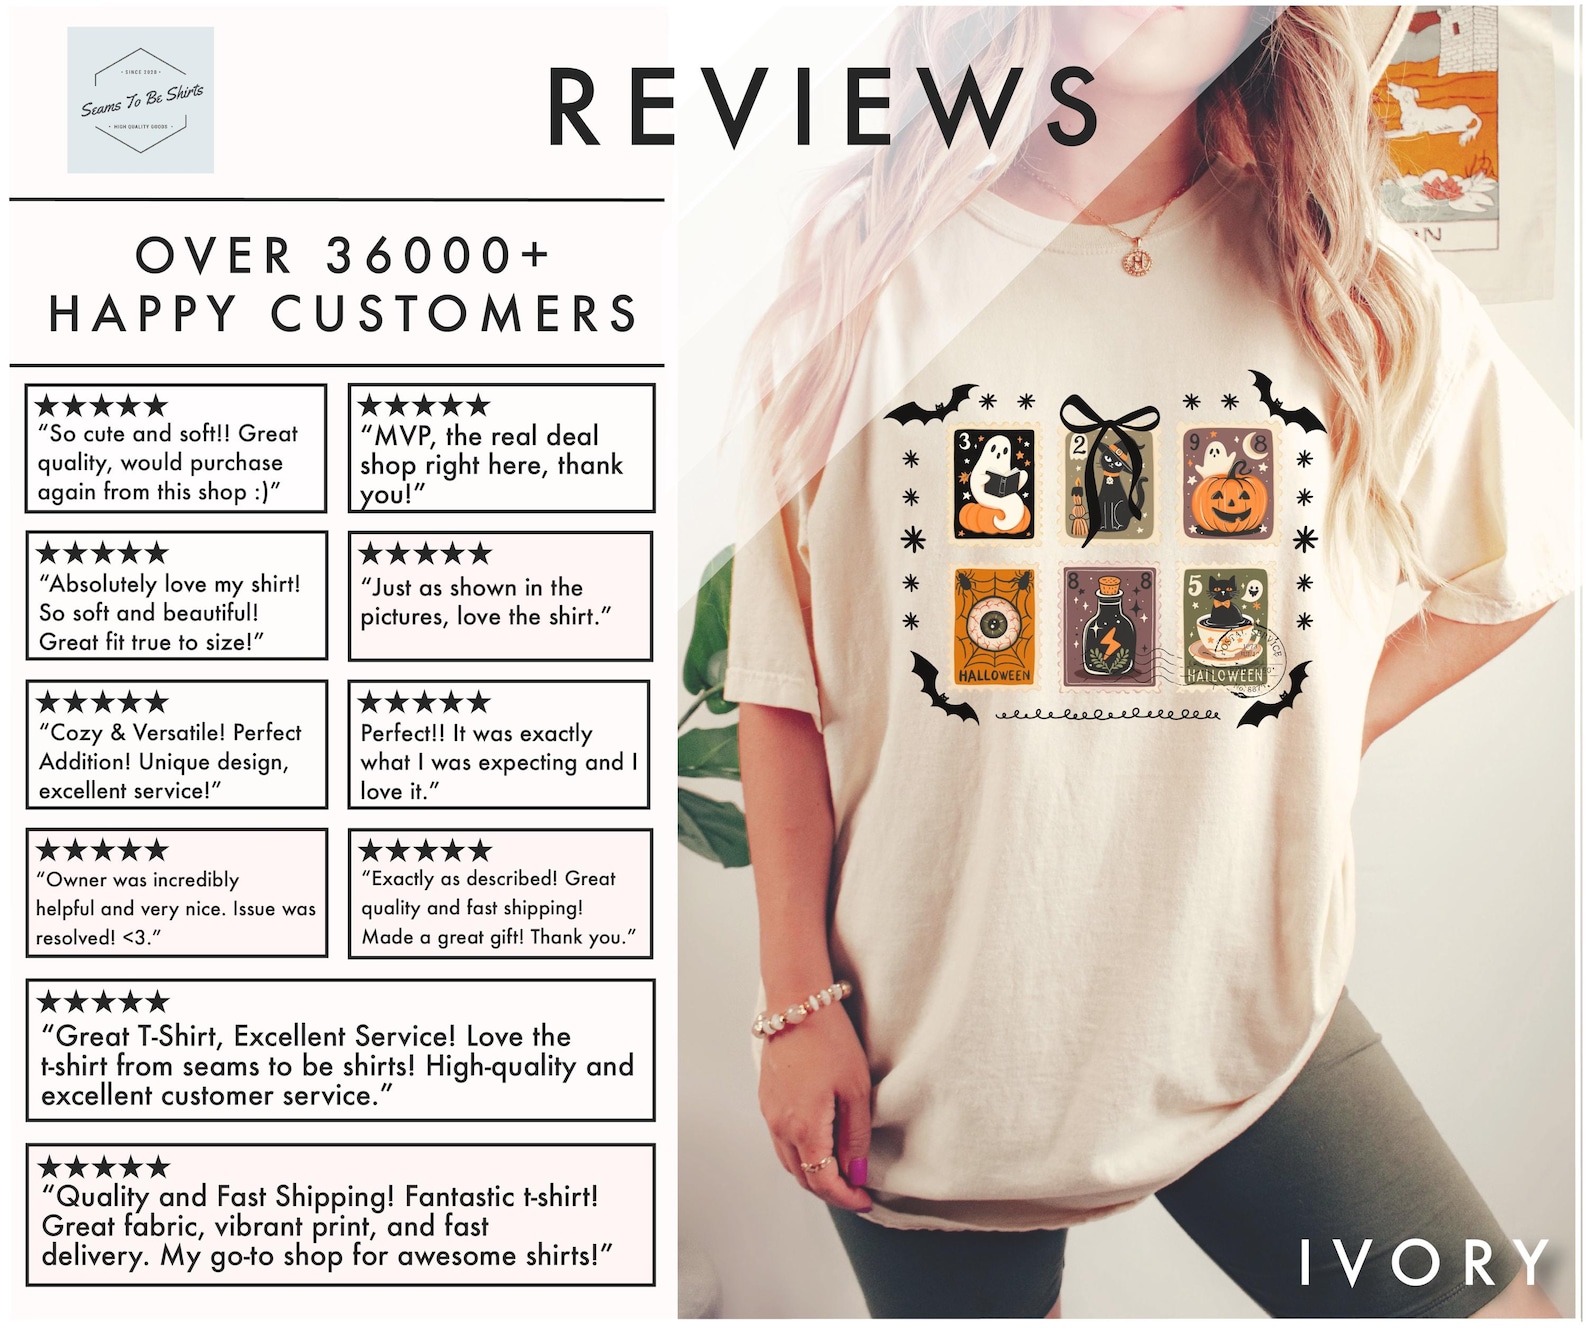 · SINCE 2020 ·
Seams To Be Shirts
· HIGH QUALITY GOODS ·
REVIEWS
OVER 36000+
HAPPY CUSTOMERS
★★★★★
“So cute and soft!! Great
quality, would purchase
again from this shop :)”
★★★★★
“MVP, the real deal
shop right here, thank
you!”
★★★★★
“Absolutely love my shirt!
So soft and beautiful!
Great fit true to size!”
★★★★★
“Just as shown in the
pictures, love the shirt.”
★★★★★
“Cozy & Versatile! Perfect
Addition! Unique design,
excellent service!”
★★★★★
Perfect!! It was exactly
what I was expecting and I
love it.”
★★★★★
“Owner was incredibly
helpful and very nice. Issue was
resolved! <3.”
★★★★★
“Exactly as described! Great
quality and fast shipping!
Made a great gift! Thank you.”
★★★★★
“Great T-Shirt, Excellent Service! Love the
t-shirt from seams to be shirts! High-quality and
excellent customer service.”
★★★★★
“Quality and Fast Shipping! Fantastic t-shirt!
Great fabric, vibrant print, and fast
delivery. My go-to shop for awesome shirts!”
H
3
2
9 8
HALLOWEEN
8 8
5
POSTAL SERVICE
HALLOWEEN
IVORY